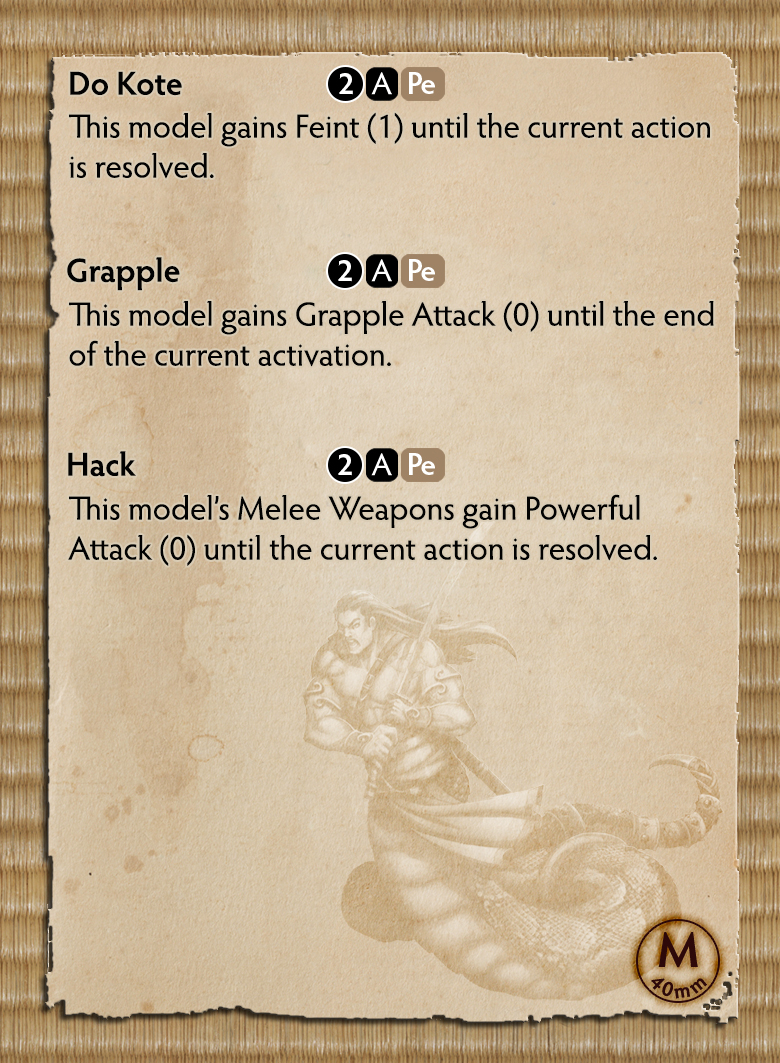 Do Kote 2 A Pe
This model gains Feint (1) until the current action
is resolved.
Grapple 2 A Pe
This model gains Grapple Attack (0) until the end
of the current activation.
Hack 2 A Pe
This model's Melee Weapons gain Powerful
Attack (0) until the current action is resolved.
M
40mm